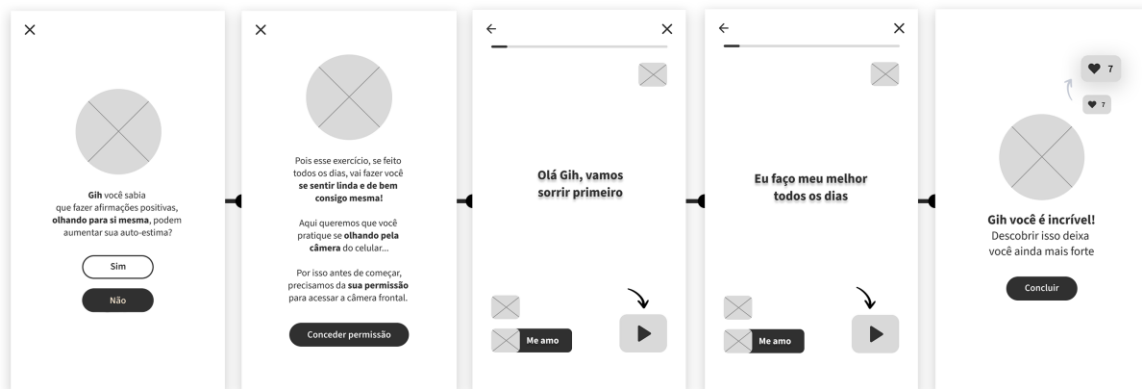 Gih você sabia
que fazer afirmações positivas,
olhando para si mesma, podem
aumentar sua auto-estima?
Sim
Não
Pois esse exercício, se feito
todos os dias, vai fazer você
se sentir linda e de bem
consigo mesma!
Aqui queremos que você
pratique se olhando pela
câmera do celular...
Por isso antes de começar,
precisamos da sua permissão
para acessar a câmera frontal.
Conceder permissão
Olá Gih, vamos
sorrir primeiro
Me amo
Eu faço meu melhor
todos os dias
Me amo
7
7
Gih você é incrível!
Descobrir isso deixa
você ainda mais forte
Concluir